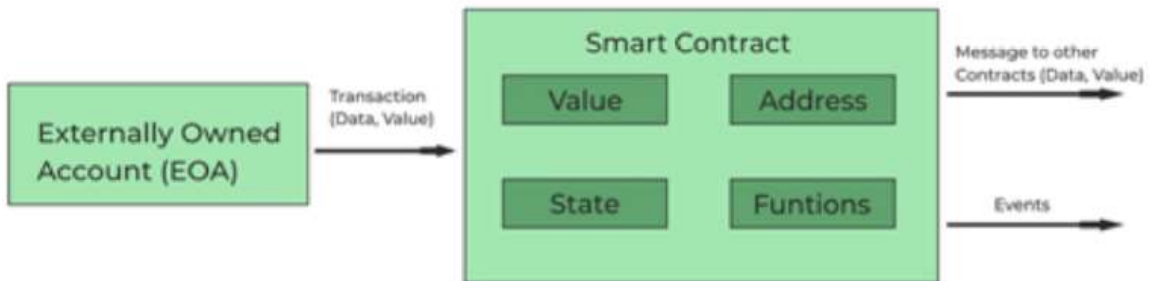 Smart Contract
Externally Owned
Account (EOA)
Transaction
(Data, Value)
Value
Address
State
Funtions
Message to other
Contracts (Data, Value)
Events